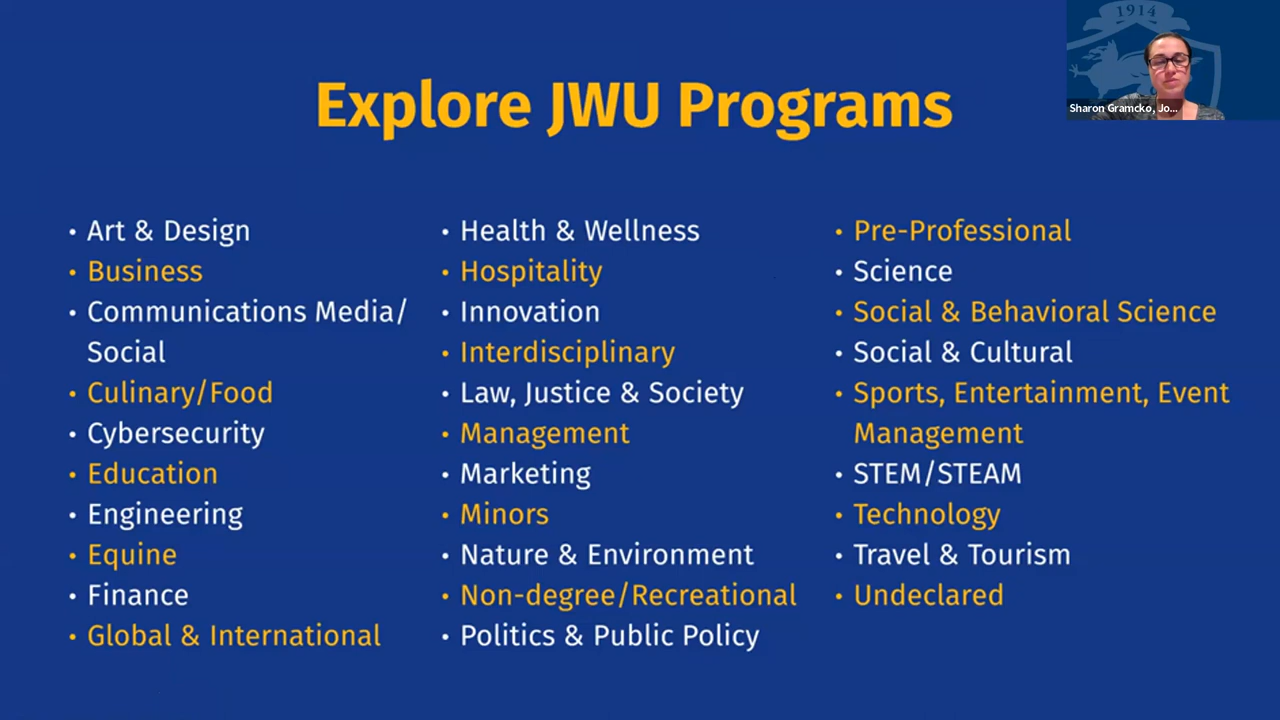 1914
Sharon Gramcko, Jo...
Explore JWU Programs
• Art & Design
• Business
• Communications Media/
Social
• Culinary/Food
• Cybersecurity
• Education
• Engineering
• Equine
• Finance
• Global & International
• Health & Wellness
• Hospitality
• Innovation
• Interdisciplinary
• Law, Justice & Society
• Management
• Marketing
• Minors
• Nature & Environment
• Non-degree/Recreational
• Politics & Public Policy
• Pre-Professional
• Science
• Social & Behavioral Science
• Social & Cultural
• Sports, Entertainment, Event
Management
• STEM/STEAM
• Technology
• Travel & Tourism
• Undeclared